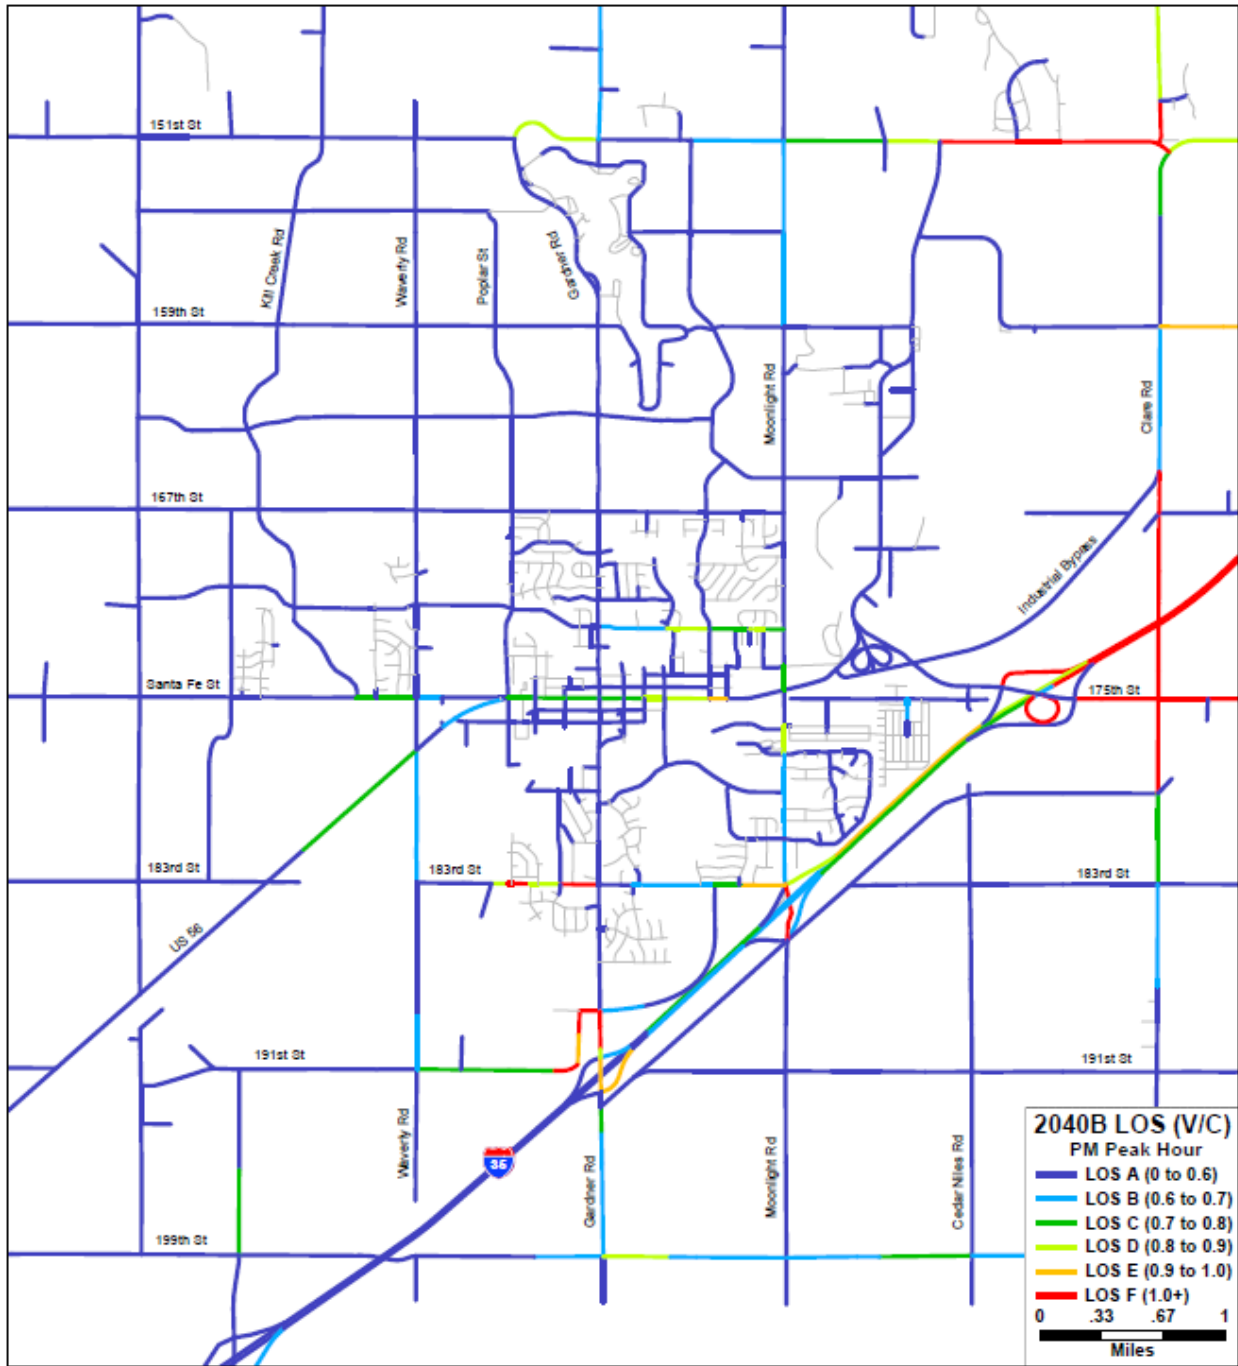 151st St
Kill Creek Rd
Waverly Rd
Poplar St
Gardner Rd
159th St
Moonlight Rd
Clare Rd
167th St
Industrial Bypass
Santa Fe St
175th St
183rd St
183rd St
183rd St
US 56
191st St
191st St
Waverly Rd
35
Gardner Rd
Moonlight Rd
Cedar Niles Rd
199th St
2040B LOS (V/C)
PM Peak Hour
LOS A (0 to 0.6)
LOS B (0.6 to 0.7)
LOS C (0.7 to 0.8)
LOS D (0.8 to 0.9)
LOS E (0.9 to 1.0)
LOS F (1.0+)
0 .33 .67 1
Miles